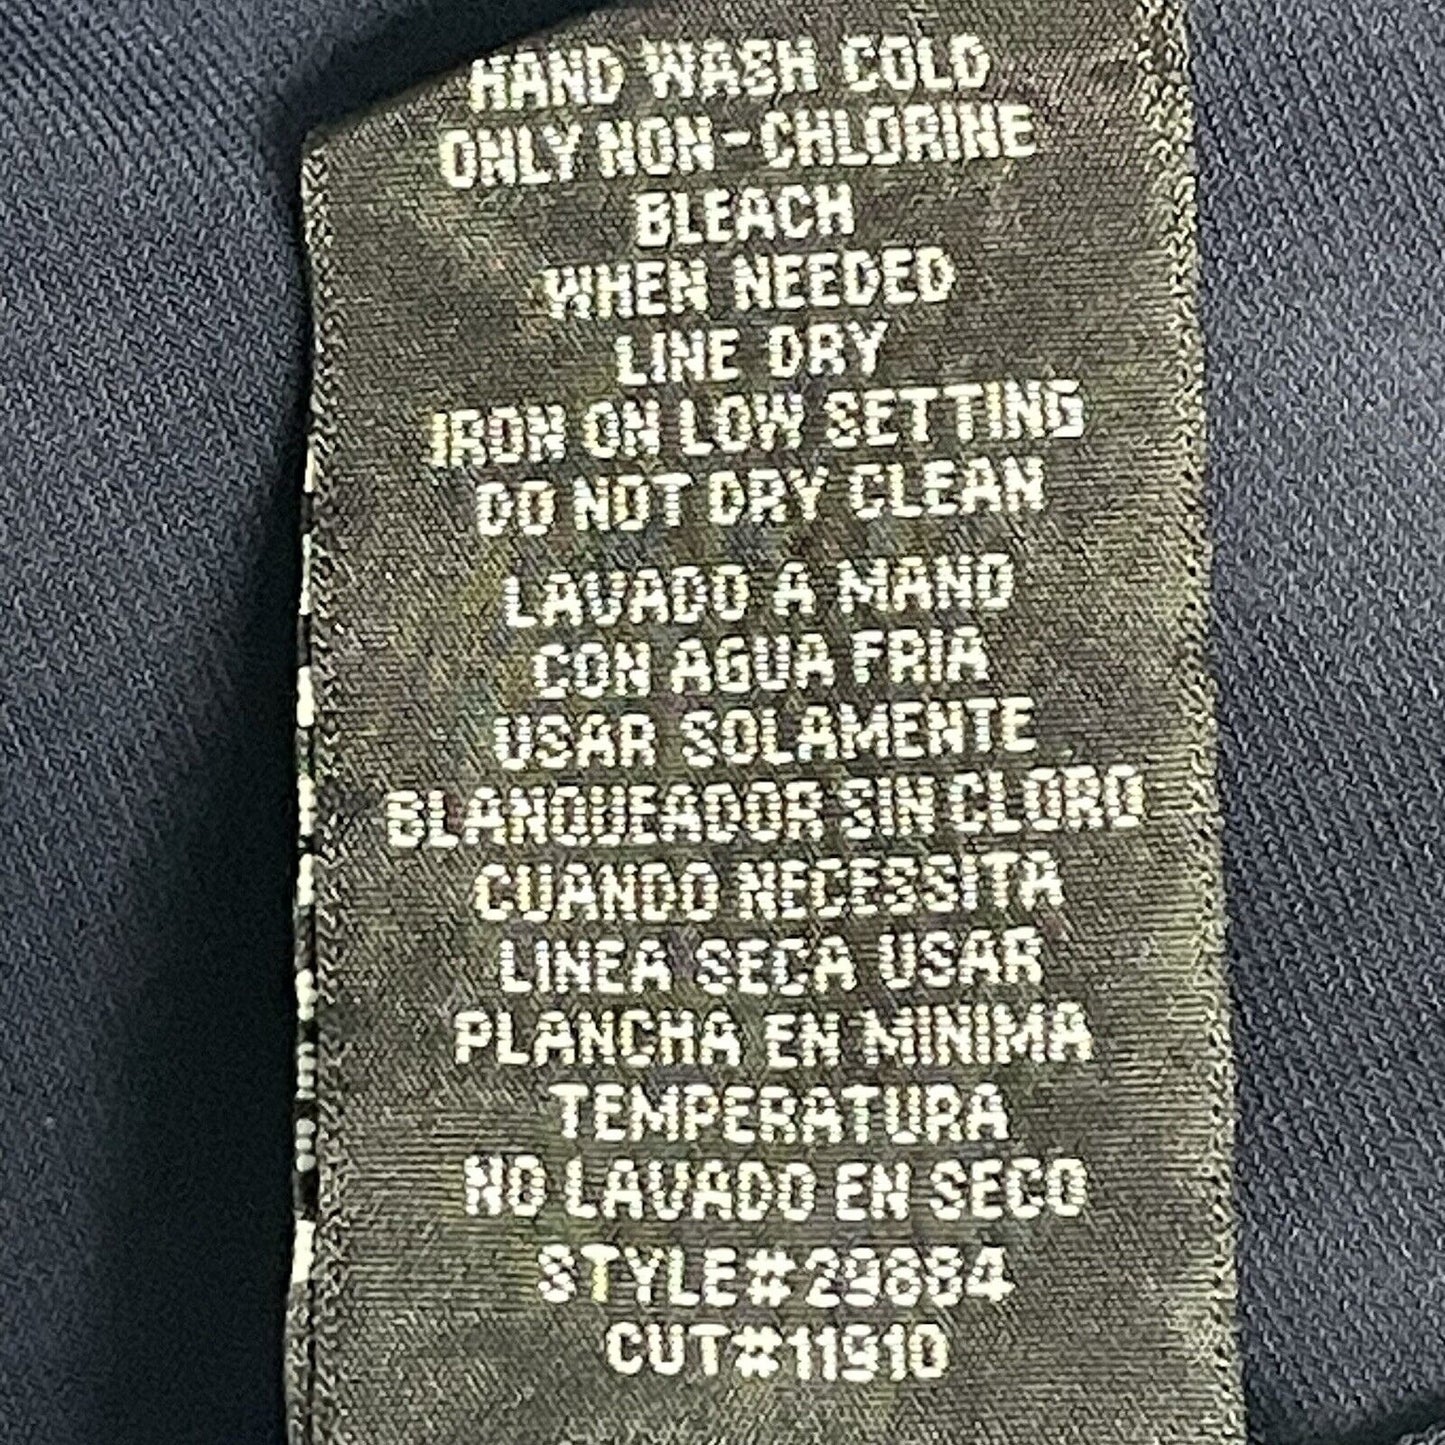 HAND WASH COLD
ONLY NON-CHLORINE
BLEACH
WHEN NEEDED
LINE DRY
IRON ON LOW SETTING
DO NOT DRY CLEAN
LAVADO A MANO
CON AGUA FRIA
USAR SOLAMENTE
BLANQUEADOR SIN CLORO
CUANDO NECESSITA
LINEA SECA USAR
PLANCHA EN MINIMA
TEMPERATURA
NO LAVADO EN SECO
STYLE#29884
CUT#11910